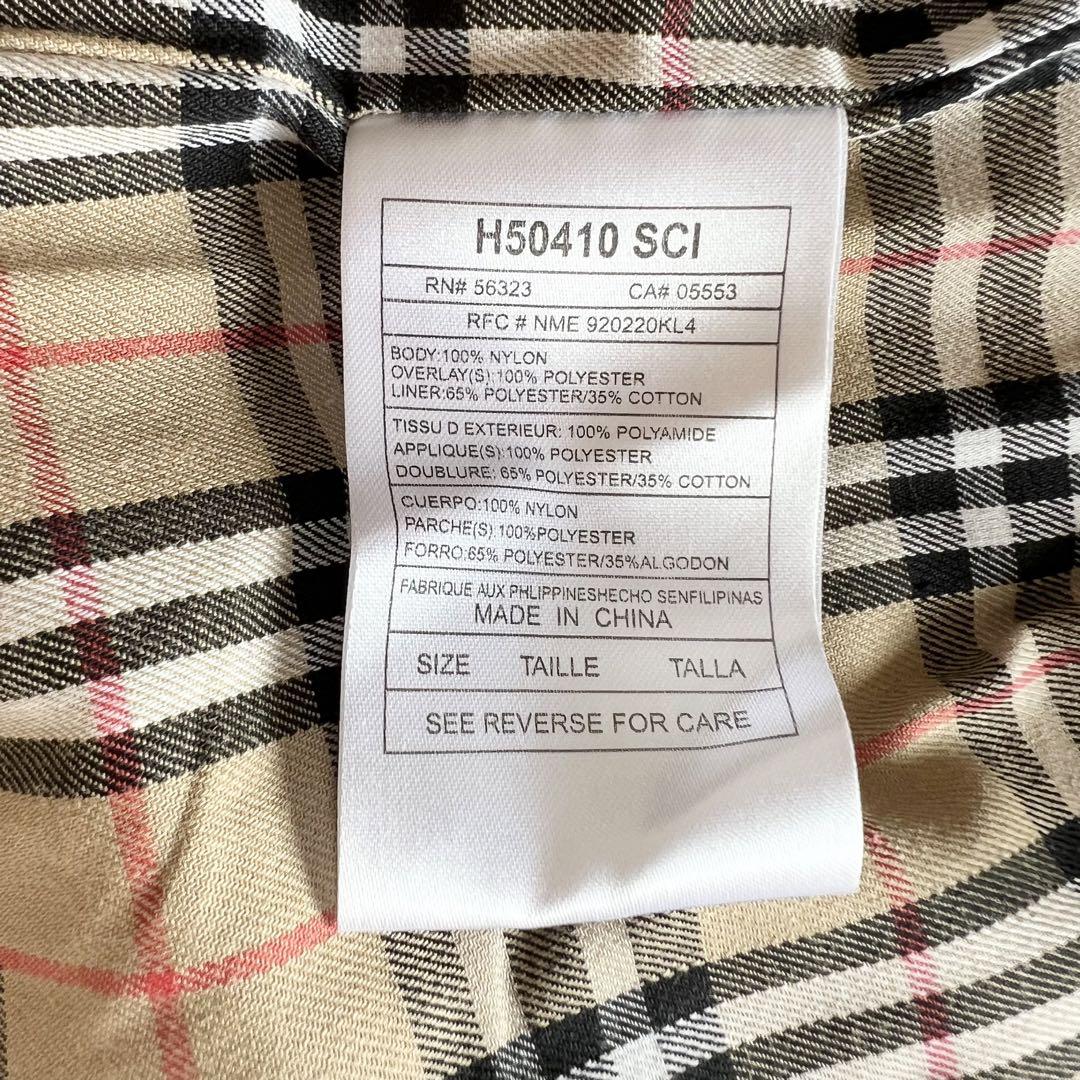 H50410 SCI
RN# 56323 CA# 05553
RFC # NME 920220KL4
BODY:100% NYLON
OVERLAY(S):100% POLYESTER
LINER:65% POLYESTER/35% COTTON
TISSU D EXTERIEUR: 100% POLYAMIDE
APPLIQUE(S):100% POLYESTER
DOUBLURE: 65% POLYESTER/35% COTTON
CUERPO:100% NYLON
PARCHE(S):100%POLYESTER
FORRO:65% POLYESTER/35%ALGODON
FABRIQUE AUX PHLIPPINESHECHO SENFILIPINAS
MADE IN CHINA
SIZE TAILLE TALLA
SEE REVERSE FOR CARE